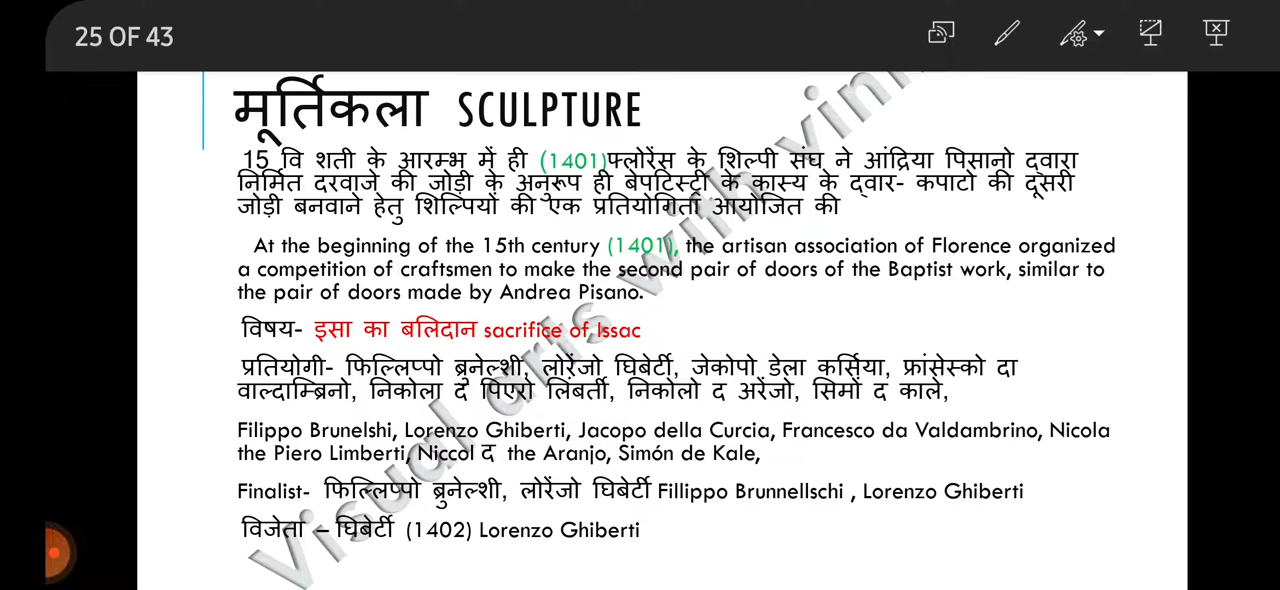 25 OF 43
मूर्तिकला SCULPTURE
15 वि शती के आरम्भ में ही (1401)फ्लोरेंस के शिल्पी संघ ने आंद्रिया पिसानो द्वारा
निर्मित दरवाजे की जोड़ी के अनुरूप ही बेपटिस्टी के कास्य के द्वार- कपाटो की दूसरी
जोड़ी बनवाने हेतु शिल्पियों की एक प्रतियोगिता आयोजित की
At the beginning of the 15th century (1401), the artisan association of Florence organized
a competition of craftsmen to make the second pair of doors of the Baptist work, similar to
the pair of doors made by Andrea Pisano.
विषय- इसा का बलिदान sacrifice of Issac
प्रतियोगी- फिल्लिप्पो ब्रुनेल्शी, लोरेंजो घिबेर्टी, जेकोपो डेला कर्सिया, फ्रांसेस्को दा
वाल्दाम्ब्रिनो, निकोला द पिएरो लिंबर्ती, निकोलो द अरेंजो, सिमों द काले,
Filippo Brunelshi, Lorenzo Ghiberti, Jacopo della Curcia, Francesco da Valdambrino, Nicola
the Piero Limberti, Niccol द the Aranjo, Simón de Kale,
Finalist- फिल्लिप्पो ब्रुनेल्शी, लोरेंजो घिबेर्टी Fillippo Brunnellschi , Lorenzo Ghiberti
विजेता – घिबेर्टी (1402) Lorenzo Ghiberti
Visual arts with vin